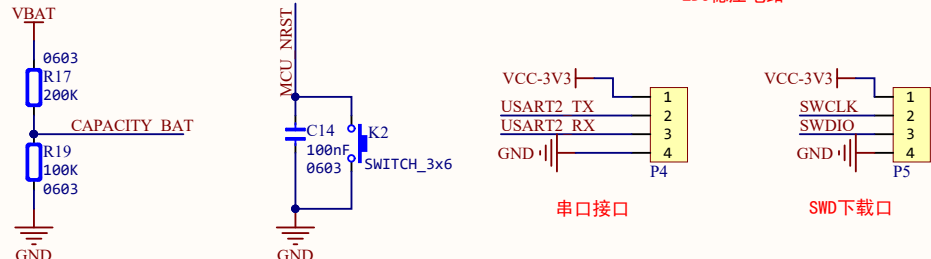 VBAT
0603
R17
200K
CAPACITY_BAT
R19
100K
0603
GND
MCU_NRST
C14
100nF
0603
K2
SWITCH_3x6
GND
VCC-3V3
USART2_TX
USART2_RX
GND
1
2
3
4
P4
串口接口
VCC-3V3
SWCLK
SWDIO
GND
1
2
3
4
P5
SWD下载口